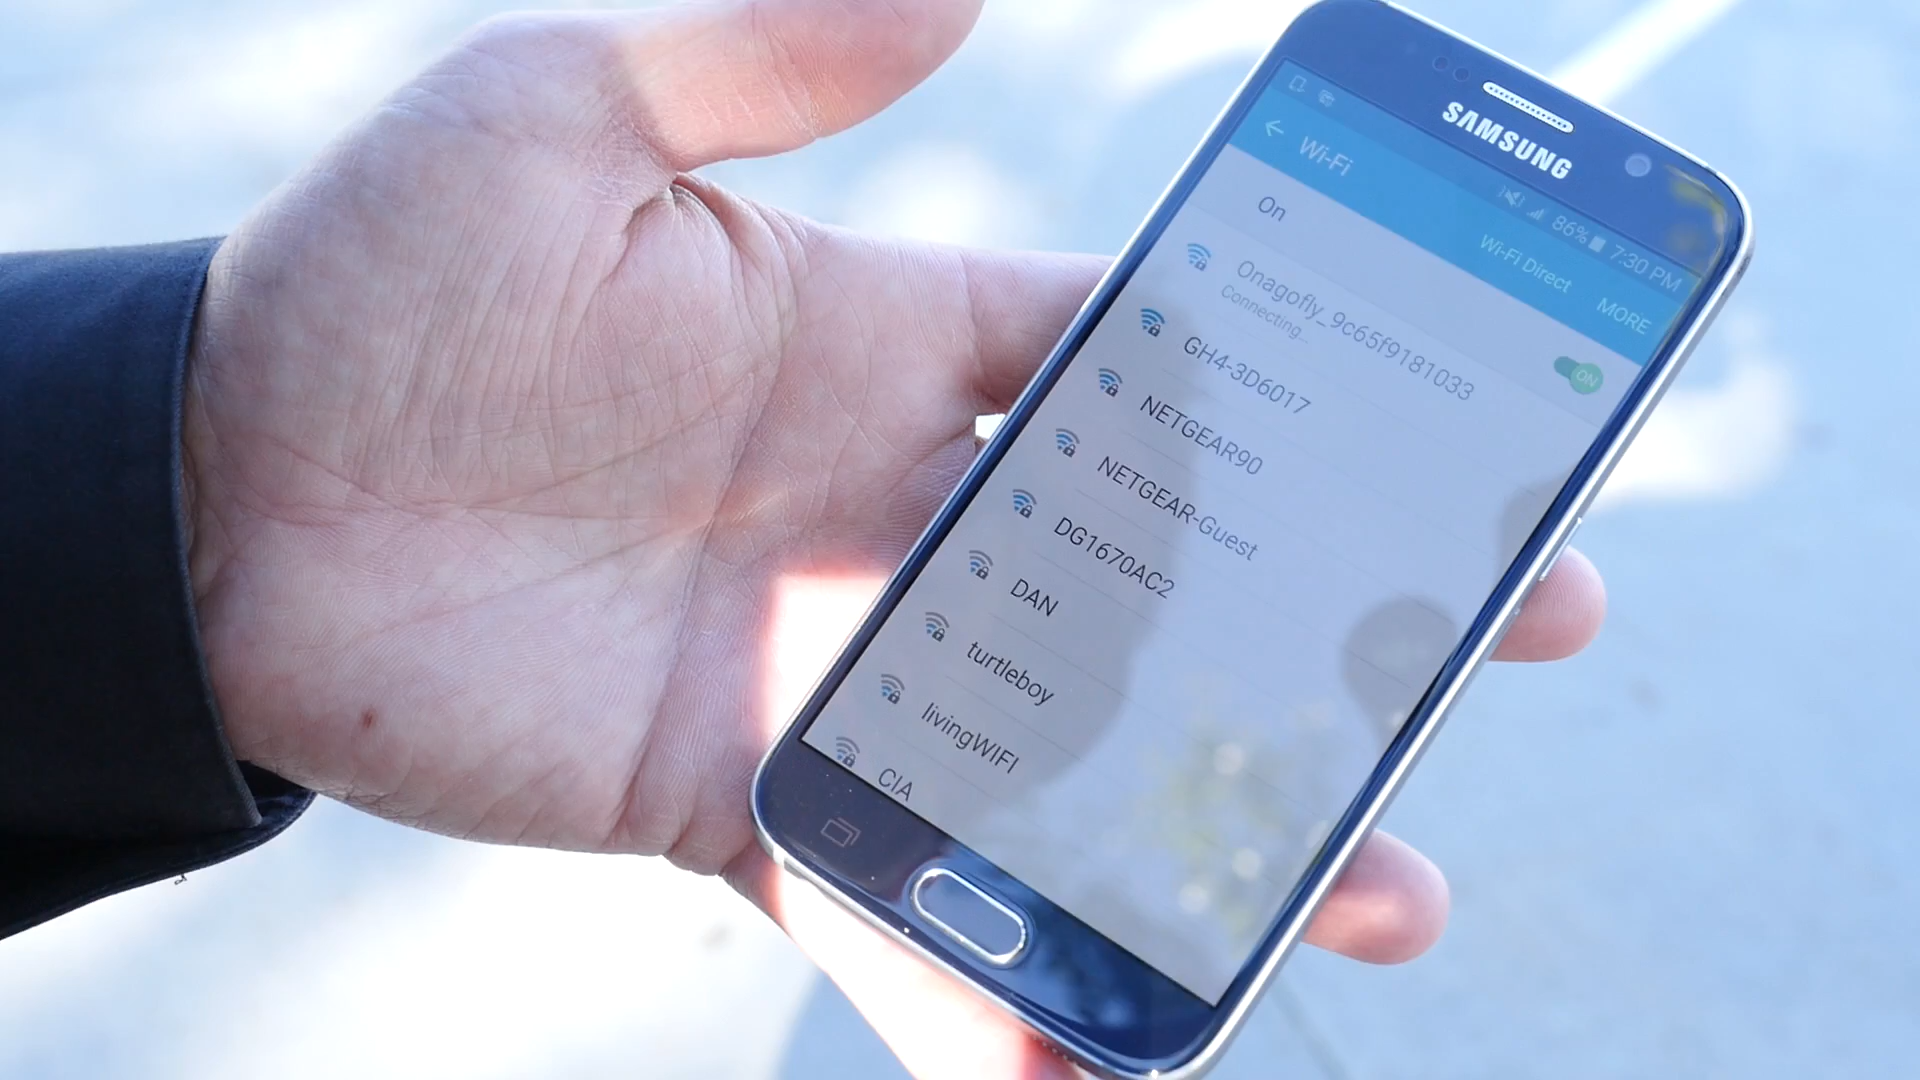 SAMSUNG
86% 7:30 PM
Wi-Fi
Wi-Fi Direct MORE
On
ON
Onagofly_9c65f9181033
Connecting...
GH4-3D6017
NETGEAR90
NETGEAR-Guest
DG1670AC2
DAN
turtleboy
livingWIFI
CIA